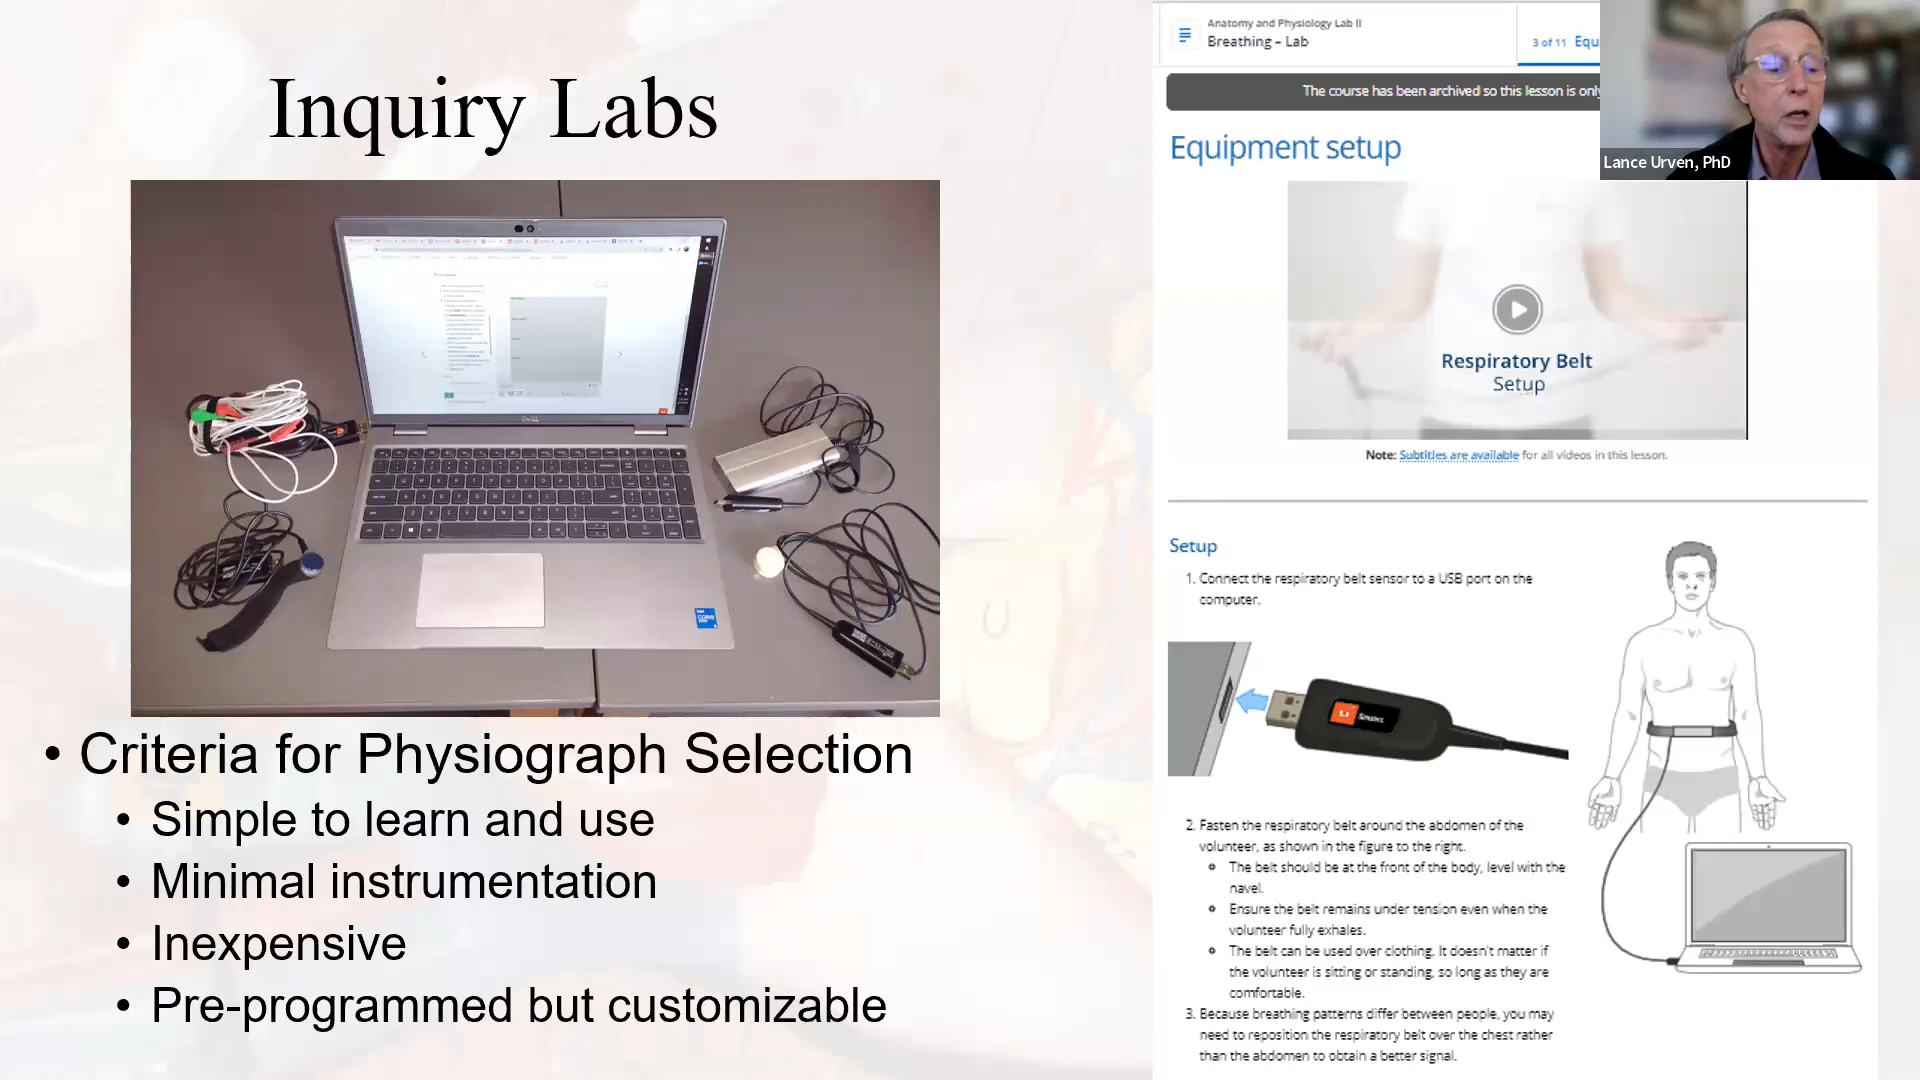 Inquiry Labs
DELL
intel
CORE
• Criteria for Physiograph Selection
• Simple to learn and use
• Minimal instrumentation
• Inexpensive
• Pre-programmed but customizable
Anatomy and Physiology Lab II
Breathing – Lab
3 of 11 Equ
The course has been archived so this lesson is only
Lance Urven, PhD
Equipment setup
Respiratory Belt
Setup
Note: Subtitles are available for all videos in this lesson.
Setup
1. Connect the respiratory belt sensor to a USB port on the
computer.
2. Fasten the respiratory belt around the abdomen of the
volunteer, as shown in the figure to the right.
The belt should be at the front of the body, level with the
navel.
Ensure the belt remains under tension even when the
volunteer fully exhales.
The belt can be used over clothing. It doesn't matter if
the volunteer is sitting or standing, so long as they are
comfortable.
3. Because breathing patterns differ between people, you may
need to reposition the respiratory belt over the chest rather
than the abdomen to obtain a better signal.